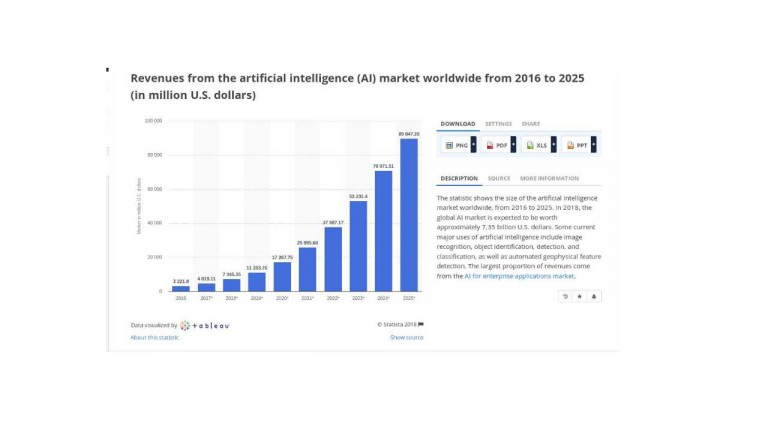 Revenues from the artificial intelligence (AI) market worldwide from 2016 to 2025
(in million U.S. dollars)
100 000
80 000
60 000
40 000
20 000
0
Market in million U.S. dollars
3 221.8
4 819.11
7 345.35
11 283.76
17 267.75
25 995.68
37 987.17
53 231.4
70 971.51
89 847.26
2016
2017*
2018*
2019*
2020*
2021*
2022*
2023*
2024*
2025*
Data visualized by +ableau
© Statista 2018
About this statistic
Show source
DOWNLOAD SETTINGS SHARE
PNG + PDF + XLS + PPT +
DESCRIPTION SOURCE MORE INFORMATION
The statistic shows the size of the artificial intelligence
market worldwide, from 2016 to 2025. In 2018, the
global AI market is expected to be worth
approximately 7,35 billion U.S. dollars. Some current
major uses of artificial intelligence include image
recognition, object identification, detection, and
classification, as well as automated geophysical feature
detection. The largest proportion of revenues come
from the AI for enterprise applications market.